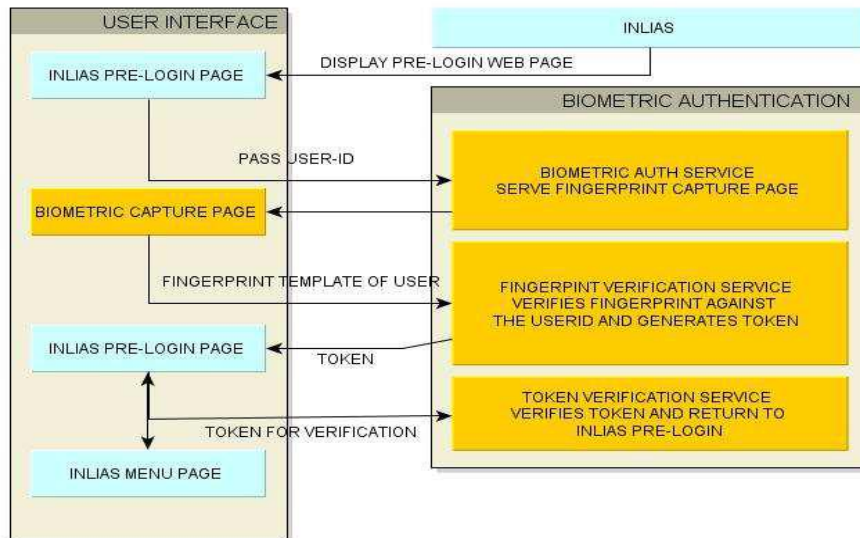 USER INTERFACE
INLIAS
INLIAS PRE-LOGIN PAGE
DISPLAY PRE-LOGIN WEB PAGE
BIOMETRIC AUTHENTICATION
PASS USER-ID
BIOMETRIC AUTH SERVICE
SERVE FINGERPRINT CAPTURE PAGE
BIOMETRIC CAPTURE PAGE
FINGERPRINT TEMPLATE OF USER
FINGERPINT VERIFICATION SERVICE
VERIFIES FINGERPRINT AGAINST
THE USERID AND GENERATES TOKEN
INLIAS PRE-LOGIN PAGE
TOKEN
TOKEN VERIFICATION SERVICE
VERIFIES TOKEN AND RETURN TO
INLIAS PRE-LOGIN
TOKEN FOR VERIFICATION
INLIAS MENU PAGE